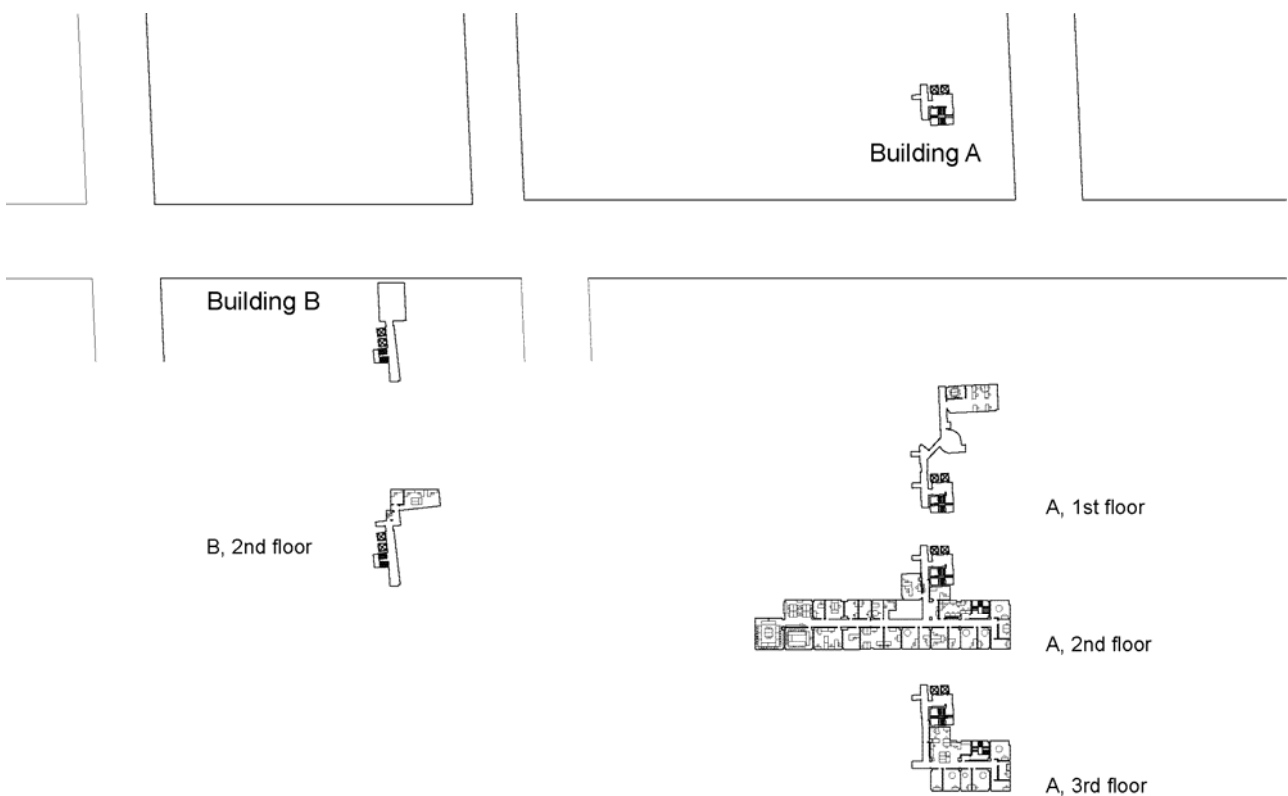 Building A
Building B
A, 1st floor
B, 2nd floor
A, 2nd floor
A, 3rd floor